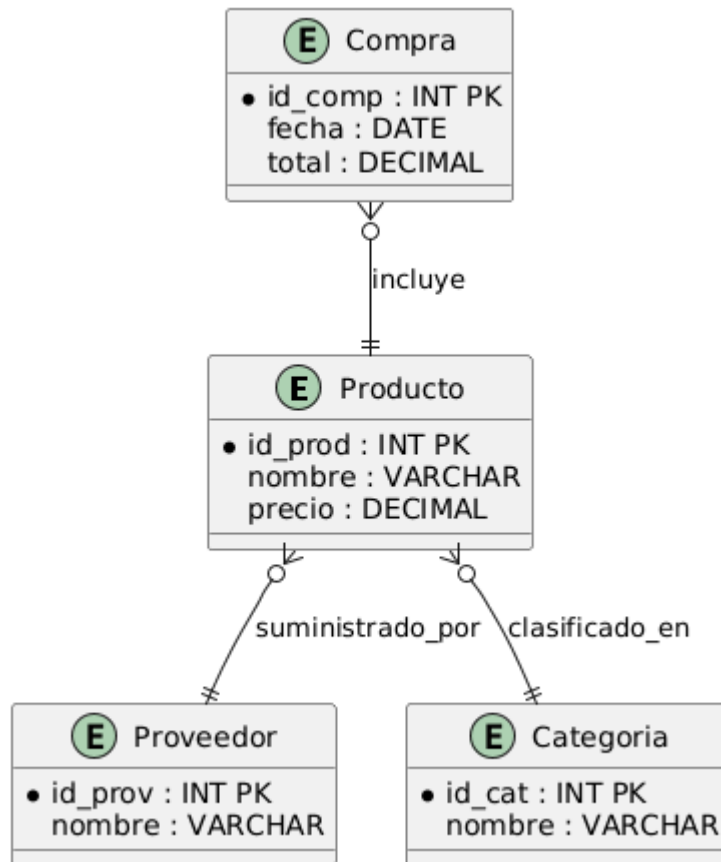 E Compra
id_comp : INT PK
fecha : DATE
total : DECIMAL
incluye
E Producto
id_prod : INT PK
nombre : VARCHAR
precio : DECIMAL
suministrado_por clasificado_en
E Proveedor
id_prov : INT PK
nombre : VARCHAR
E Categoria
id_cat : INT PK
nombre : VARCHAR